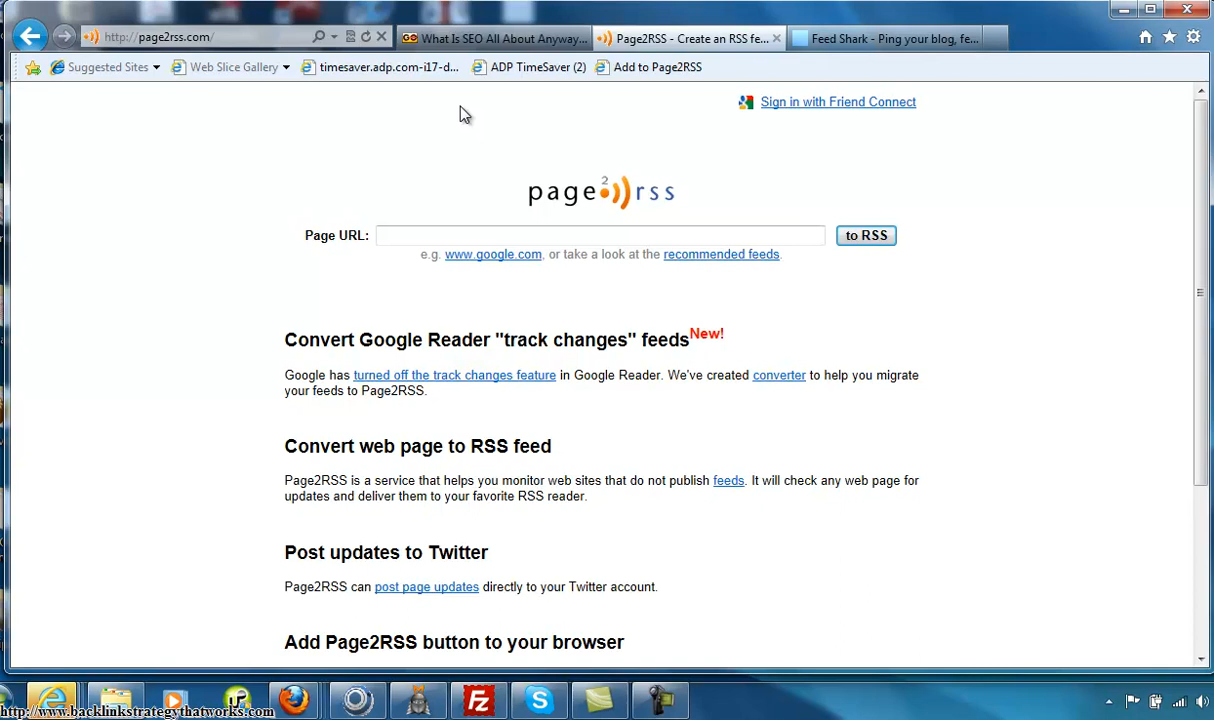 http://page2rss.com/
What Is SEO All About Anyway...
Page2RSS - Create an RSS fe...
Feed Shark - Ping your blog, fe...
Suggested Sites
Web Slice Gallery
timesaver.adp.com-i17-d...
ADP TimeSaver (2)
Add to Page2RSS
Sign in with Friend Connect
page2rss
Page URL:
to RSS
e.g. www.google.com, or take a look at the recommended feeds.
Convert Google Reader "track changes" feeds New!
Google has turned off the track changes feature in Google Reader. We've created converter to help you migrate
your feeds to Page2RSS.
Convert web page to RSS feed
Page2RSS is a service that helps you monitor web sites that do not publish feeds. It will check any web page for
updates and deliver them to your favorite RSS reader.
Post updates to Twitter
Page2RSS can post page updates directly to your Twitter account.
Add Page2RSS button to your browser
http://www.backlinkstrategythatworks.com